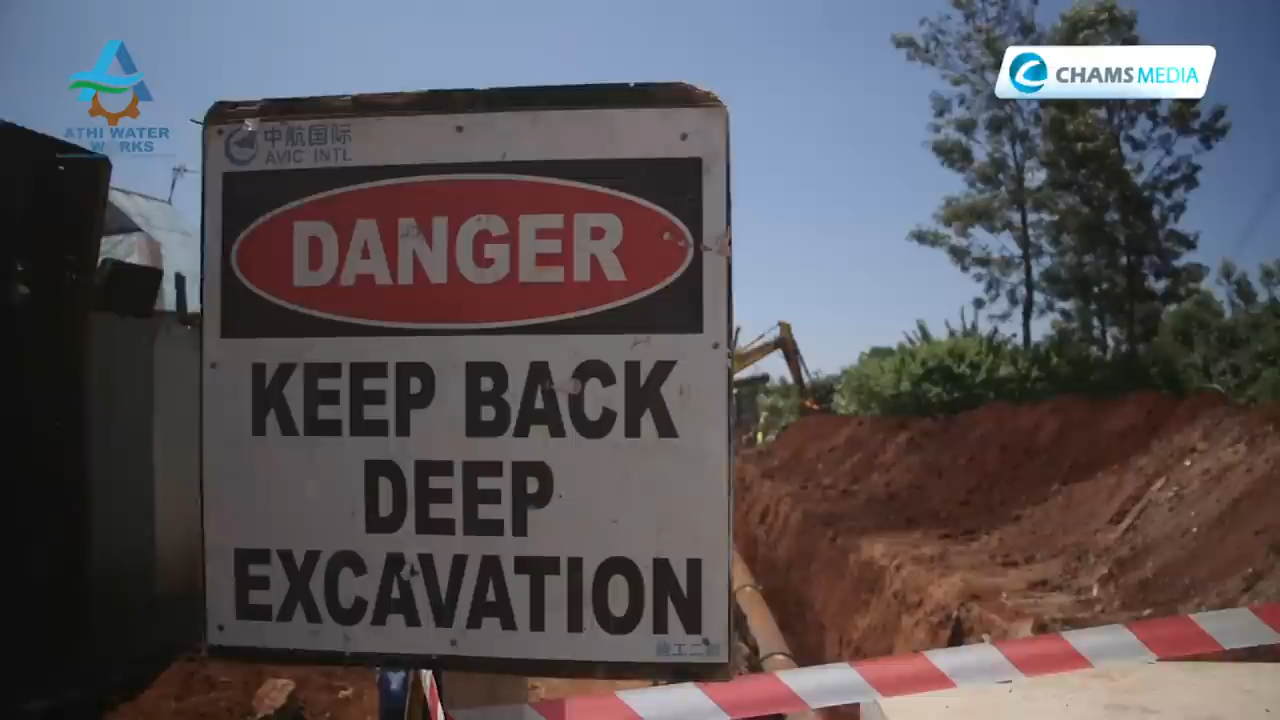 ATHI WATER
WORKS
CHAMS MEDIA
中航国际
AVIC INTL
DANGER
KEEP BACK
DEEP
EXCAVATION